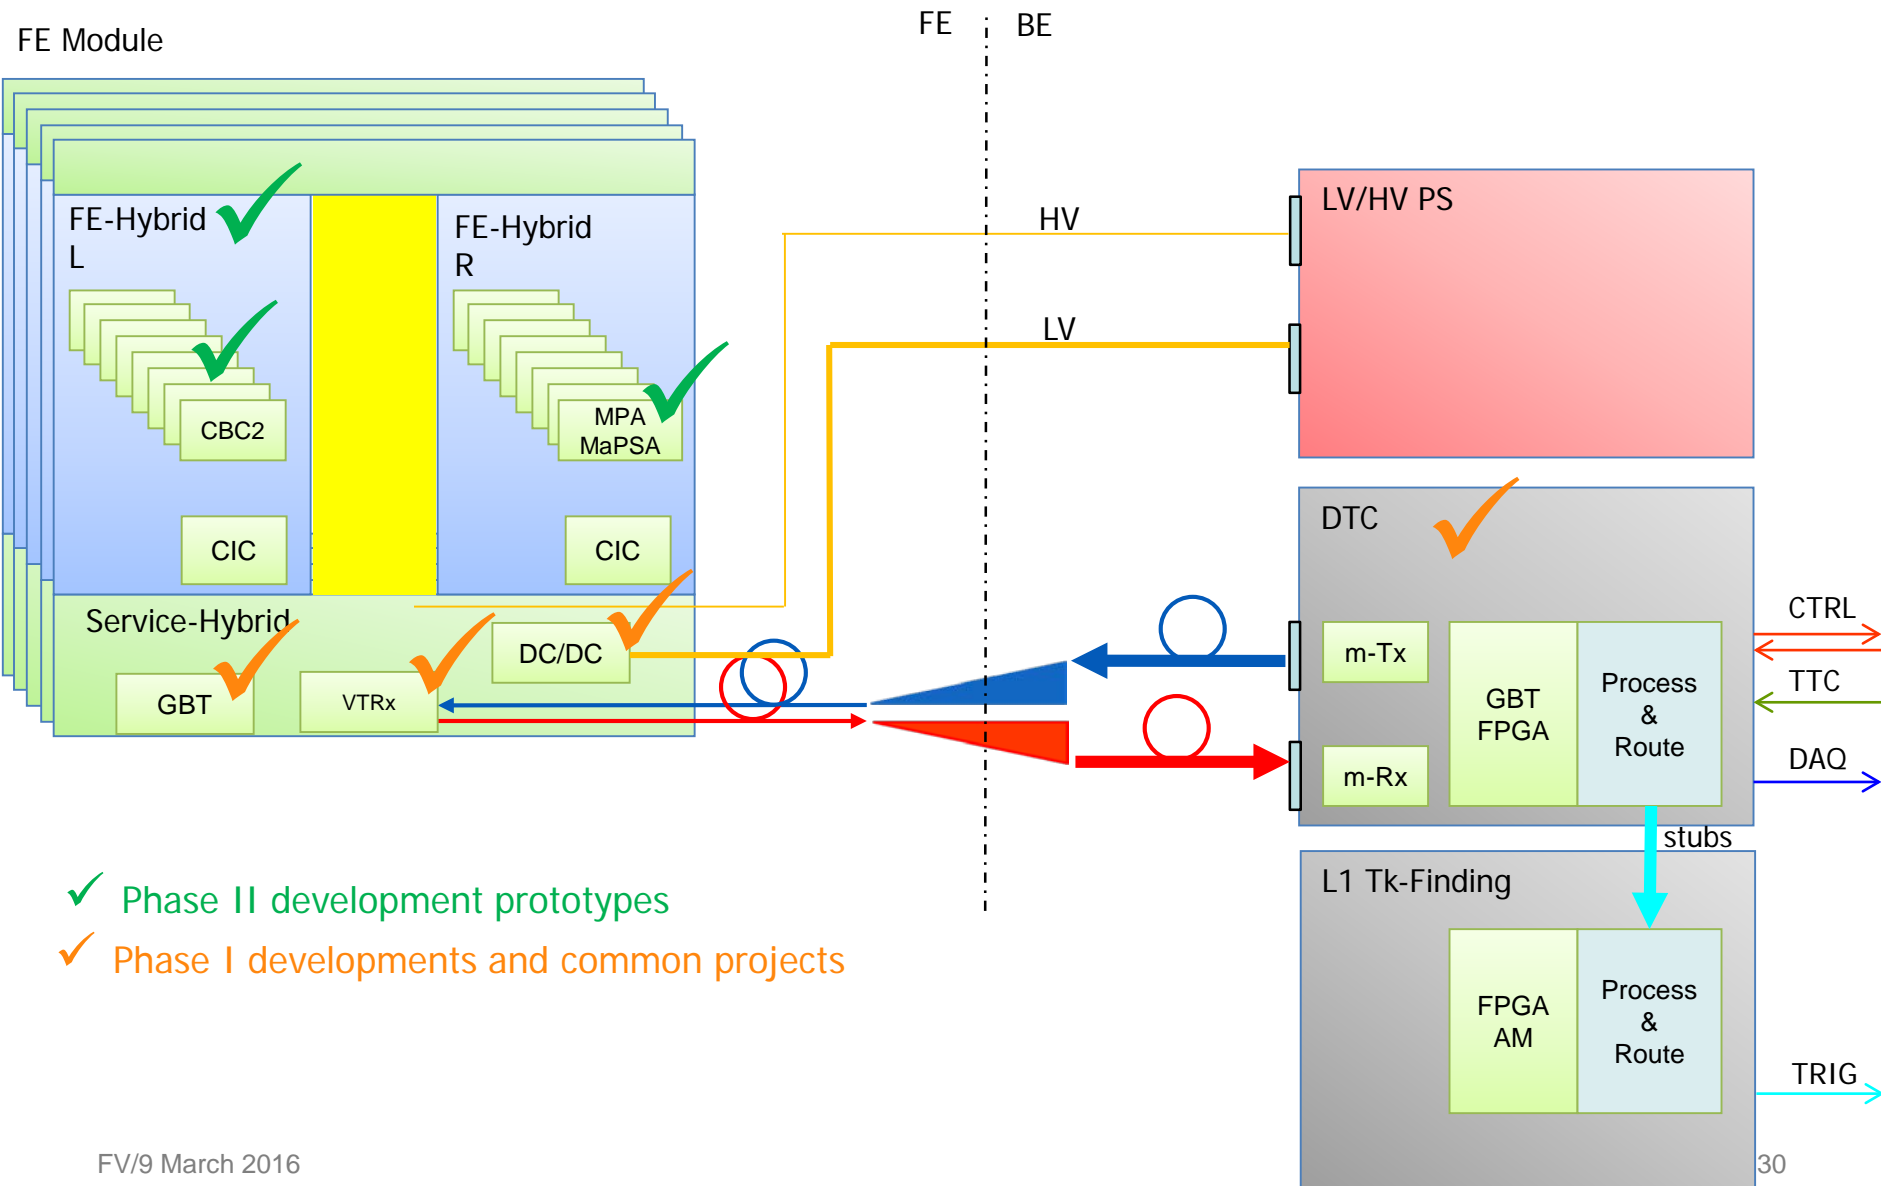 FE Module
FE
BE
FE-Hybrid
L
FE-Hybrid
R
CBC2
MPA
MaPSA
CIC
CIC
Service-Hybrid
GBT
VTRx
DC/DC
HV
LV
LV/HV PS
DTC
m-Tx
m-Rx
GBT
FPGA
Process
&
Route
CTRL
TTC
DAQ
stubs
L1 Tk-Finding
FPGA
AM
Process
&
Route
TRIG
Phase II development prototypes
Phase I developments and common projects
FV/9 March 2016
30